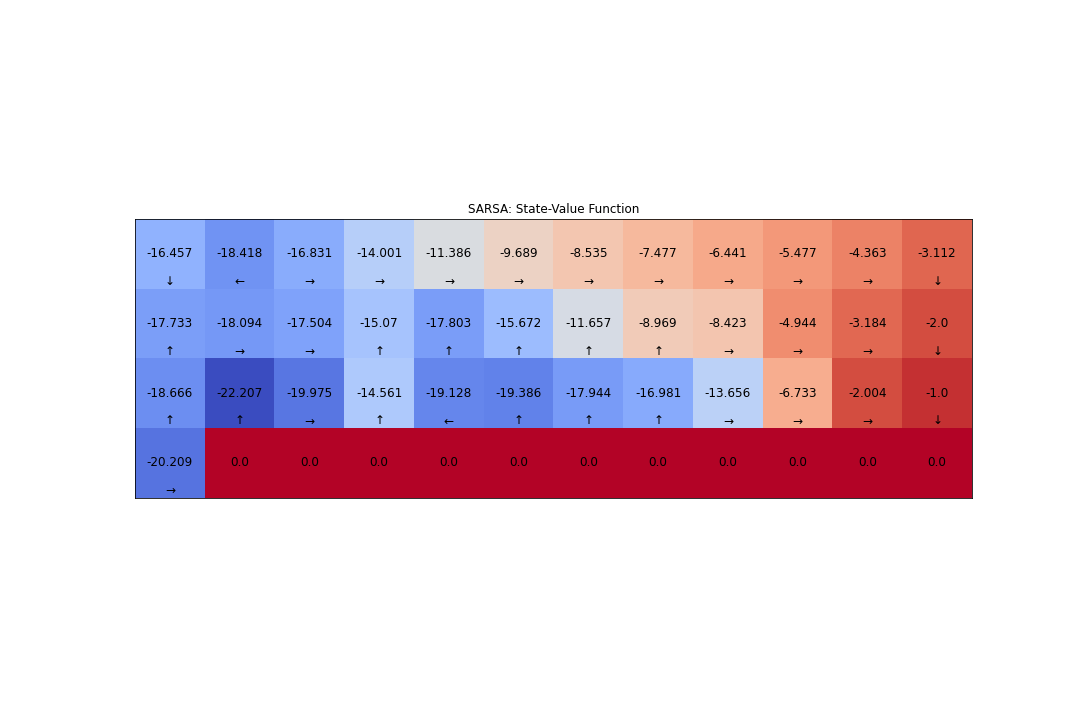 SARSA: State-Value Function
-16.457 -18.418 -16.831 -14.001 -11.386 -9.689 -8.535 -7.477 -6.441 -5.477 -4.363 -3.112
↓ ← → → → → → → → → → ↓
-17.733 -18.094 -17.504 -15.07 -17.803 -15.672 -11.657 -8.969 -8.423 -4.944 -3.184 -2.0
↑ → → ↑ ↑ ↑ ↑ ↑ → → → ↓
-18.666 -22.207 -19.975 -14.561 -19.128 -19.386 -17.944 -16.981 -13.656 -6.733 -2.004 -1.0
↑ ↑ → ↑ ← ↑ ↑ ↑ → → → ↓
-20.209 0.0 0.0 0.0 0.0 0.0 0.0 0.0 0.0 0.0 0.0 0.0
→